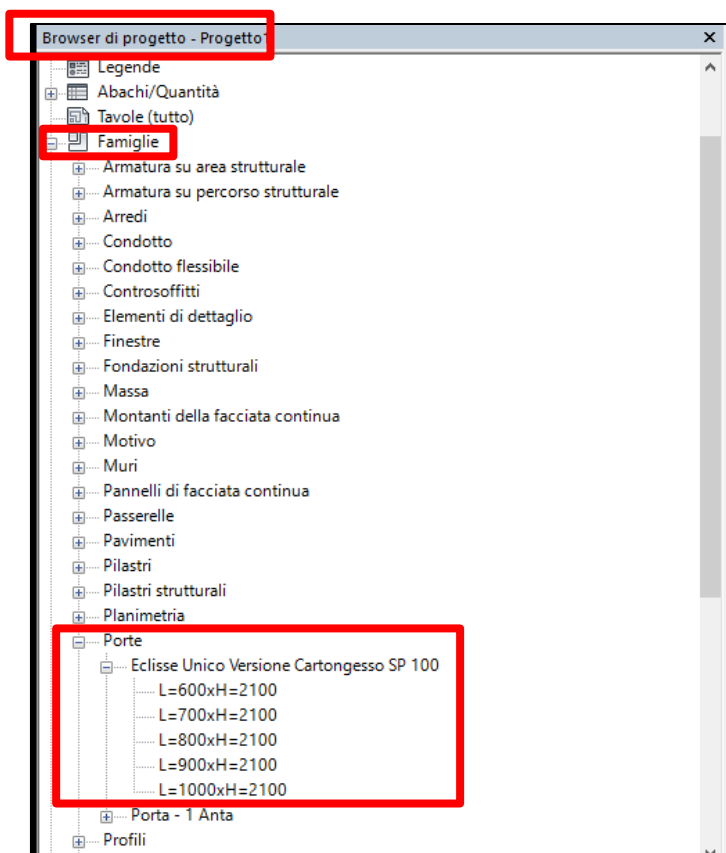 Browser di progetto - Progetto1
Legende
Abachi/Quantità
Tavole (tutto)
Famiglie
Armatura su area strutturale
Armatura su percorso strutturale
Arredi
Condotto
Condotto flessibile
Controsoffitti
Elementi di dettaglio
Finestre
Fondazioni strutturali
Massa
Montanti della facciata continua
Motivo
Muri
Pannelli di facciata continua
Passerelle
Pavimenti
Pilastri
Pilastri strutturali
Planimetria
Porte
Eclisse Unico Versione Cartongesso SP 100
L=600xH=2100
L=700xH=2100
L=800xH=2100
L=900xH=2100
L=1000xH=2100
Porta - 1 Anta
Profili